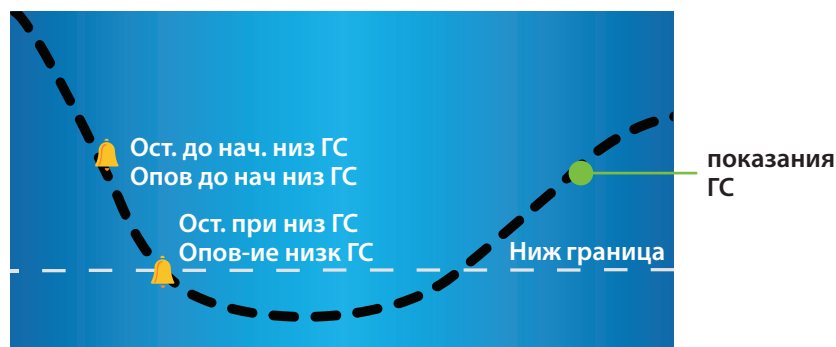 Ост. до нач. низ ГС
Опов до нач низ ГС
показания
ГС
Ост. при низ ГС
Опов-ие низк ГС
Ниж граница